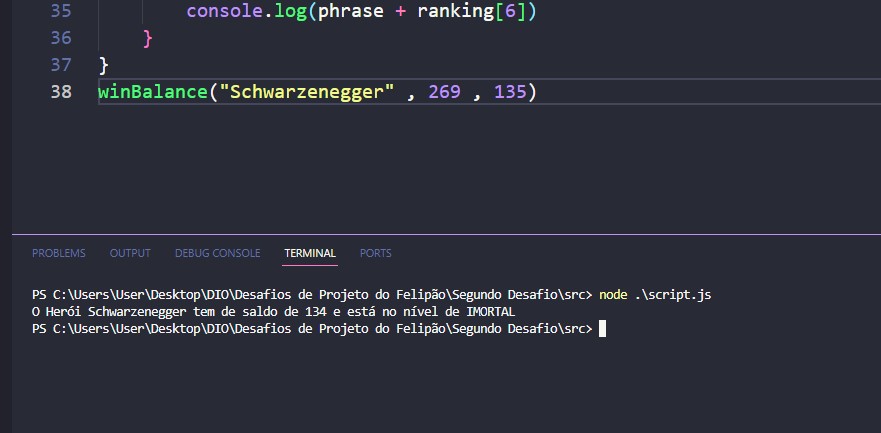 35 console.log(phrase + ranking[6])
36 }
37 }
38 winBalance("Schwarzenegger" , 269 , 135)
PROBLEMS OUTPUT DEBUG CONSOLE TERMINAL PORTS
PS C:\Users\User\Desktop\DIO\Desafios de Projeto do Felipão\Segundo Desafio\src> node .\script.js
O Herói Schwarzenegger tem de saldo de 134 e está no nível de IMORTAL
PS C:\Users\User\Desktop\DIO\Desafios de Projeto do Felipão\Segundo Desafio\src>